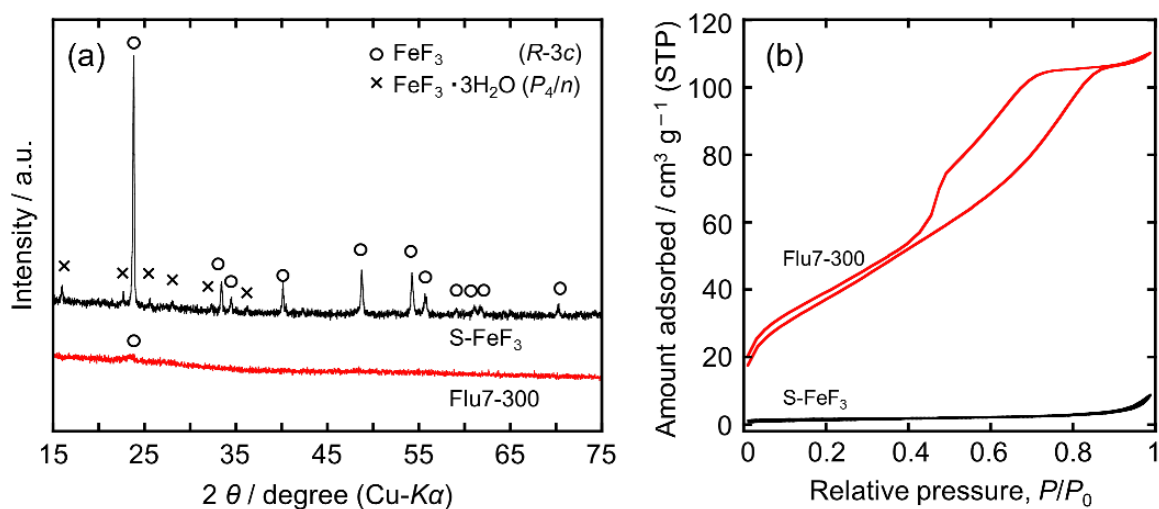 (a)
○ FeF₃ (R-3c)
× FeF₃ · 3H₂O (P₄/n)
S-FeF₃
Flu7-300
Intensity / a.u.
15 25 35 45 55 65 75
2 θ / degree (Cu-Kα)
(b)
120
100
80
60
40
20
0
Flu7-300
S-FeF₃
Amount adsorbed / cm³ g⁻¹ (STP)
0 0.2 0.4 0.6 0.8 1
Relative pressure, P/P₀